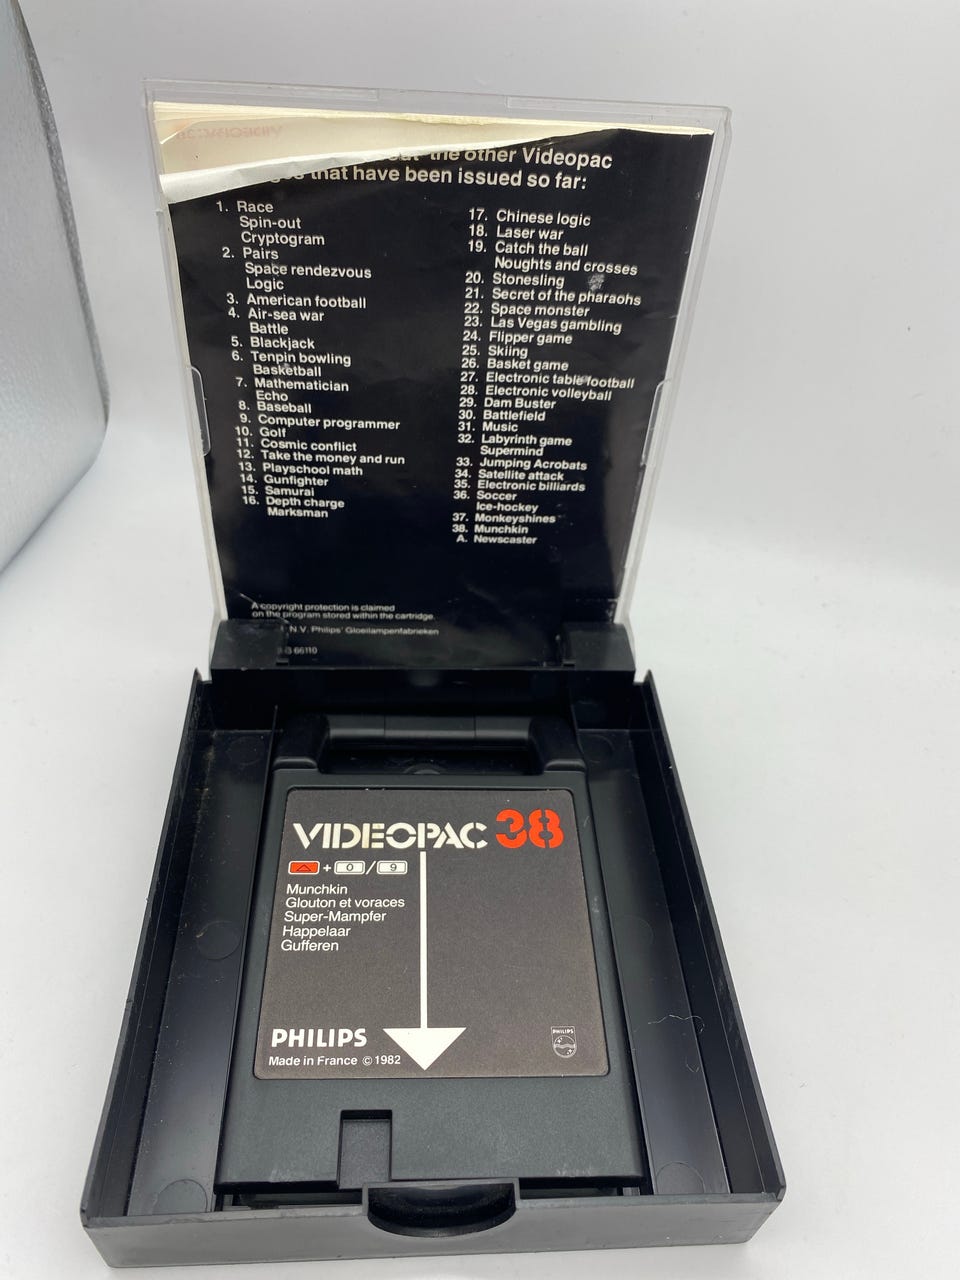 the other Videopac
that have been issued so far:
1. Race
Spin-out
Cryptogram
2. Pairs
Space rendezvous
Logic
3. American football
4. Air-sea war
Battle
5. Blackjack
6. Tenpin bowling
Basketball
7. Mathematician
Echo
8. Baseball
9. Computer programmer
10. Golf
11. Cosmic conflict
12. Take the money and run
13. Playschool math
14. Gunfighter
15. Samurai
16. Depth charge
Marksman
17. Chinese logic
18. Laser war
19. Catch the ball
Noughts and crosses
20. Stonesling
21. Secret of the pharaohs
22. Space monster
23. Las Vegas gambling
24. Flipper game
25. Skiing
26. Basket game
27. Electronic table football
28. Electronic volleyball
29. Dam Buster
30. Battlefield
31. Music
32. Labyrinth game
Supermind
33. Jumping Acrobats
34. Satellite attack
35. Electronic billiards
36. Soccer
Ice-hockey
37. Monkeyshines
38. Munchkin
A. Newscaster
A copyright protection is claimed
on the program stored within the cartridge.
N.V. Philips' Gloeilampenfabrieken
66110
VIDEOPAC 38
+ 0 / 9
Munchkin
Glouton et voraces
Super-Mampfer
Happelaar
Gufferen
PHILIPS
PHILIPS
Made in France © 1982